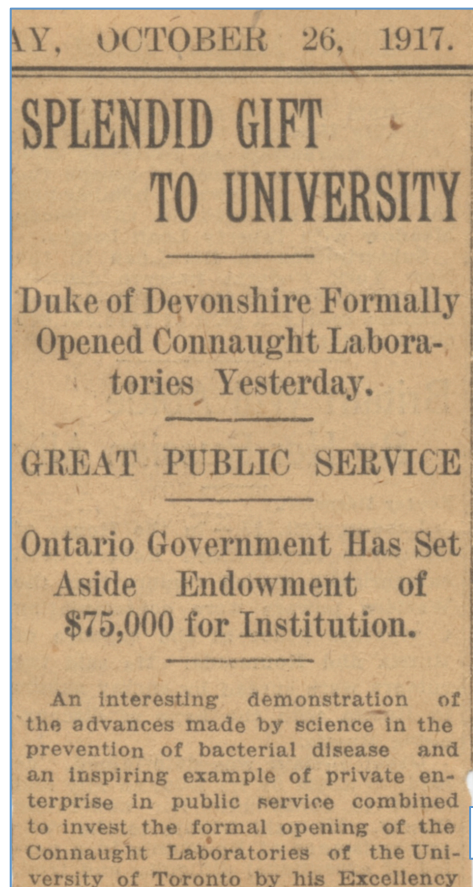 AY, OCTOBER 26, 1917.
SPLENDID GIFT
TO UNIVERSITY
Duke of Devonshire Formally
Opened Connaught Labora-
tories Yesterday.
GREAT PUBLIC SERVICE
Ontario Government Has Set
Aside Endowment of
$75,000 for Institution.
An interesting demonstration of
the advances made by science in the
prevention of bacterial disease and
an inspiring example of private en-
terprise in public service combined
to invest the formal opening of the
Connaught Laboratories of the Uni-
versity of Toronto by his Excellency